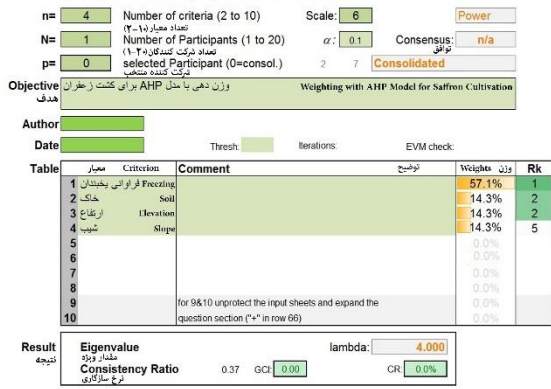 n= 4 Number of criteria (2 to 10) Scale: 6 Power
تعداد معیار(۲-۱۰)
N= 1 Number of Participants (1 to 20) α: 0.1 Consensus: n/a
تعداد شرکت کنندگان(۲۰-۱) توافق
p= 0 selected Participant (0=consol.) 2 7 Consolidated
شرکت کننده منتخب
Objective وزن دهی با مدل AHP برای کشت زعفران Weighting with AHP Model for Saffron Cultivation
هدف
Author
Date Thresh: Iterations: EVM check:
Table معیار Criterion Comment توضیح Weights وزن Rk
1 فراوانی یخبندان Freezing 57.1% 1
2 خاک Soil 14.3% 2
3 ارتفاع Elevation 14.3% 2
4 شیب Slope 14.3% 5
5 0.0%
6 0.0%
7 0.0%
8 0.0%
9 for 9&10 unprotect the input sheets and expand the 0.0%
10 question section ("+" in row 66) 0.0%
Result Eigenvalue lambda: 4.000
نتیجه مقدار ویژه
Consistency Ratio 0.37 GCI: 0.00 CR: 0.0%
نرخ سازگاری